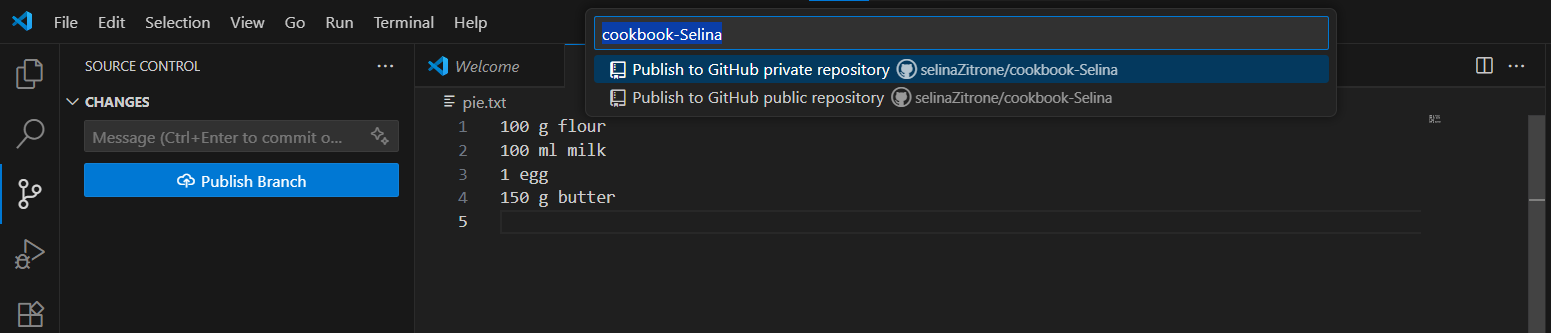 File Edit Selection View Go Run Terminal Help
cookbook-Selina
Publish to GitHub private repository selinaZitrone/cookbook-Selina
Publish to GitHub public repository selinaZitrone/cookbook-Selina
SOURCE CONTROL ...
CHANGES
Message (Ctrl+Enter to commit o...
Publish Branch
Welcome
pie.txt
1 100 g flour
2 100 ml milk
3 1 egg
4 150 g butter
5